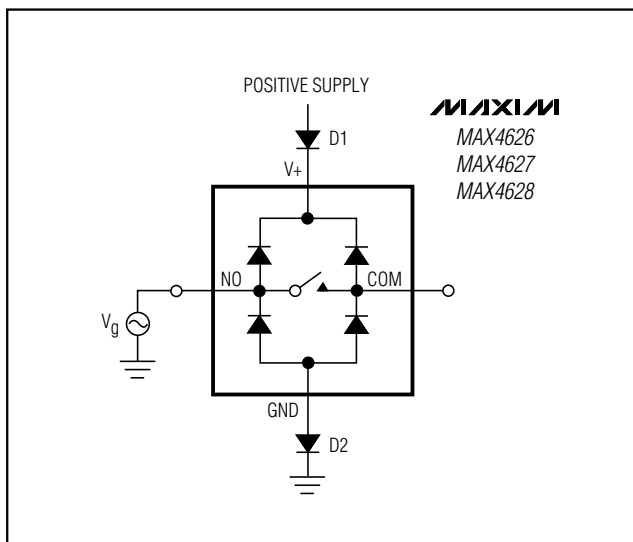 POSITIVE SUPPLY
MAXIM
D1
MAX4626
V+
MAX4627
MAX4628
NO
COM
Vg
GND
D2